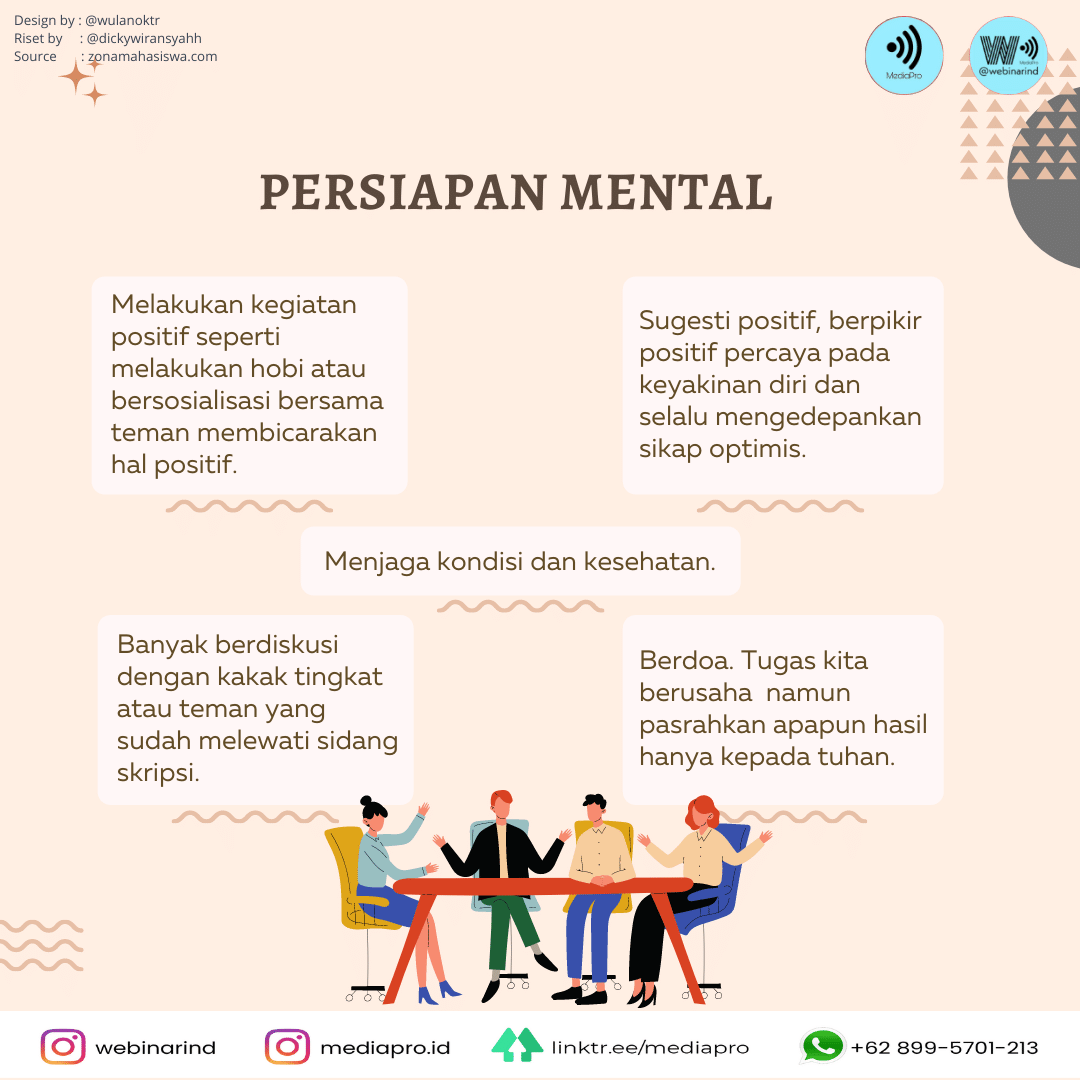 Design by : @wulanoktr
Riset by : @dickywiransyahh
Source : zonamahasiswa.com
MediaPro
W
MediaPro
@webinarind
PERSIAPAN MENTAL
Melakukan kegiatan
positif seperti
melakukan hobi atau
bersosialisasi bersama
teman membicarakan
hal positif.
Sugesti positif, berpikir
positif percaya pada
keyakinan diri dan
selalu mengedepankan
sikap optimis.
Menjaga kondisi dan kesehatan.
Banyak berdiskusi
dengan kakak tingkat
atau teman yang
sudah melewati sidang
skripsi.
Berdoa. Tugas kita
berusaha  namun
pasrahkan apapun hasil
hanya kepada tuhan.
webinarind
mediapro.id
linktr.ee/mediapro
+62 899-5701-213